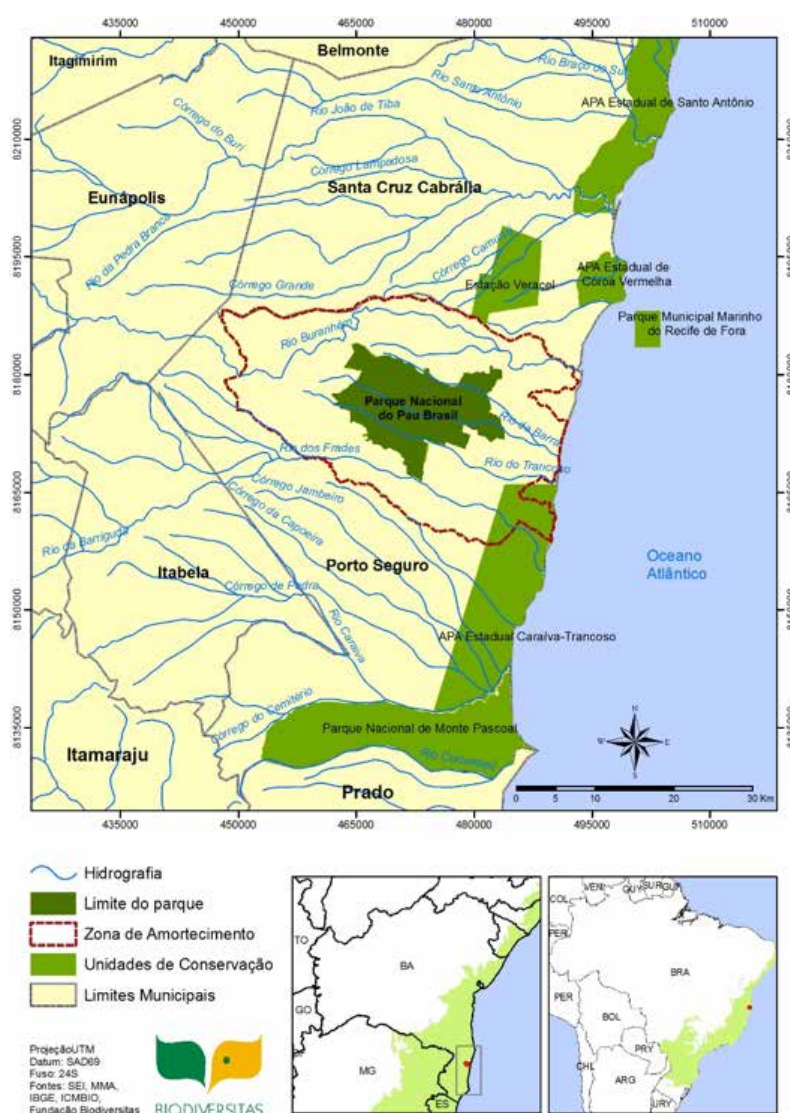 435000 450000 465000 480000 495000 510000
Belmonte
Itagimirim
Rio Braço do Sul
Rio Santo Antônio
Rio João de Tiba
APA Estadual de Santo Antônio
Córrego do Buri
8210000
8210000
Córrego Lampadosa
Santa Cruz Cabrália
Eunápolis
Rio da Pedra Branca
Córrego Camurugi
8195000
8195000
Córrego Grande
Estação Veracel
APA Estadual de
Coroa Vermelha
Parque Municipal Marinho
do Recife de Fora
Rio Buranhém
8180000
8180000
Parque Nacional
do Pau Brasil
Rio da Barra
Rio dos Frades
Rio do Trancoso
8165000
8165000
Córrego Jambeiro
Córrego da Capoeira
Rio da Barriguda
Itabela
Porto Seguro
Oceano
Atlântico
Córrego de Pedra
Rio Caraíva
8150000
8150000
APA Estadual Caraíva-Trancoso
Córrego do Cemitério
Parque Nacional de Monte Pascoal
8135000
8135000
N
W E
S
Itamaraju
Prado
0 5 10 20 30 Km
435000 450000 465000 480000 495000 510000
Hidrografia
Limite do parque
Zona de Amortecimento
Unidades de Conservação
Limites Municipais
ProjeçãoUTM
Datum: SAD69
Fuso: 24S
Fontes: SEI, MMA,
IBGE, ICMBIO,
Fundação Biodiversitas
BIODIVERSITAS
TO
BA
GO
MG
ES
COL
VEN
GUY
SUR
GUF
PER
BRA
PER
BOL
PRY
CHL
ARG
URY